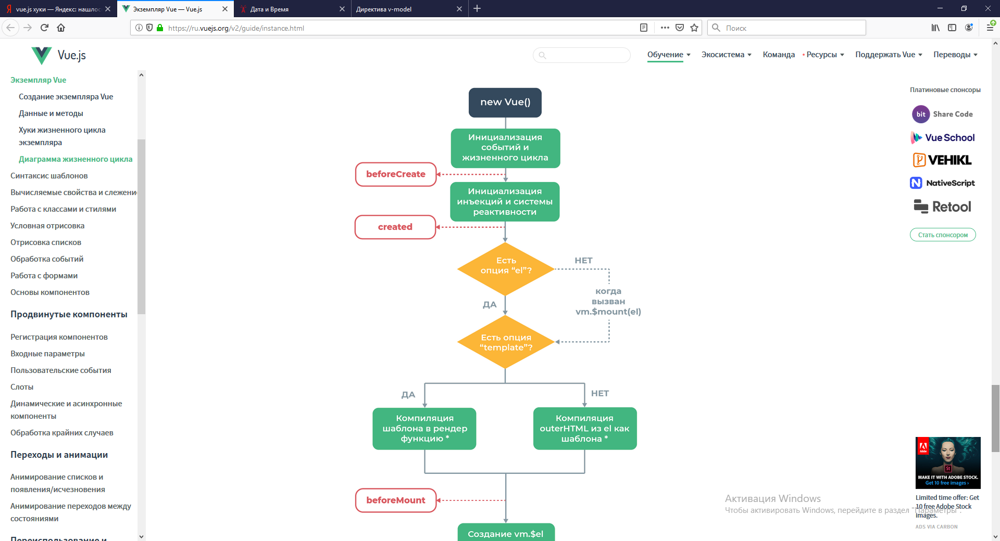 vue.js хуки — Яндекс: нашлос
Экземпляр Vue — Vue.js
Дата и Время
Директива v-model
https://ru.vuejs.org/v2/guide/instance.html
Поиск
Vue.js
Обучение
Экосистема
Команда
Ресурсы
Поддержать Vue
Переводы
Экземпляр Vue
Создание экземпляра Vue
Данные и методы
Хуки жизненного цикла
экземпляра
Диаграмма жизненного цикла
Синтаксис шаблонов
Вычисляемые свойства и слежени
Работа с классами и стилями
Условная отрисовка
Отрисовка списков
Обработка событий
Работа с формами
Основы компонентов
Продвинутые компоненты
Регистрация компонентов
Входные параметры
Пользовательские события
Слоты
Динамические и асинхронные
компоненты
Обработка крайних случаев
Переходы и анимации
Анимирование списков и
появления/исчезновения
Анимирование переходов между
состояниями
Переиспользование и
new Vue()
Инициализация
событий и
жизненного цикла
beforeCreate
Инициализация
инъекций и системы
реактивности
created
Есть
опция “el”?
НЕТ
когда
вызван
vm.$mount(el)
ДА
Есть опция
“template”?
ДА
НЕТ
Компиляция
шаблона в рендер
функцию *
Компиляция
outerHTML из el как
шаблона *
beforeMount
Создание vm.$el
Платиновые спонсоры
bit Share Code
Vue School
VEHIKL
NativeScript
Retool
Стать спонсором
Adobe
St
MAKE IT WITH ADOBE STOCK.
Get 10 free images ›
Limited time offer: Get
10 free Adobe Stock
images.
ADS VIA CARBON
Активация Windows
Чтобы активировать Windows, перейдите в раздел "Параметры".